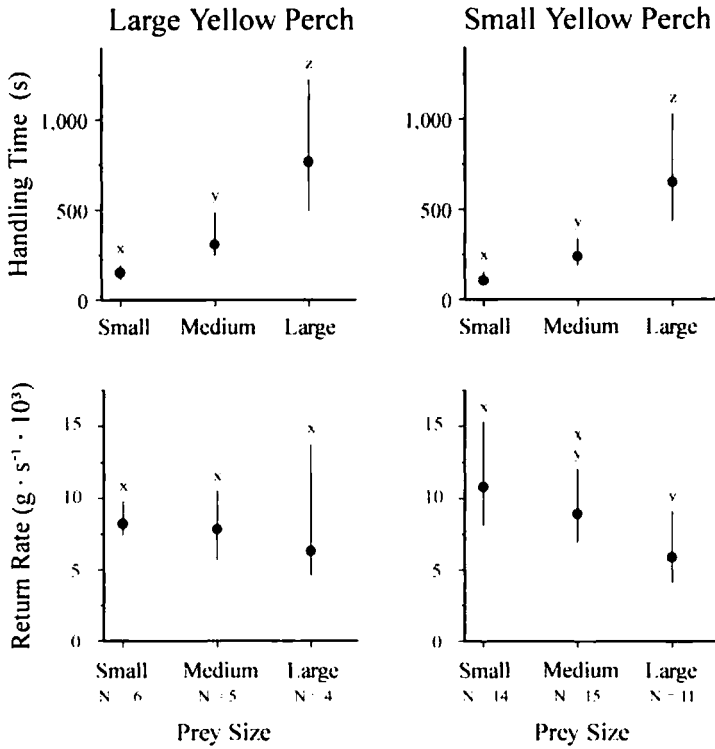 Large Yellow Perch
Small Yellow Perch
Handling Time (s)
1,000
500
0
x
y
z
Small Medium Large
1,000
500
0
x
y
z
Small Medium Large
Return Rate (g · s⁻¹ · 10³)
15
10
5
0
x
x
x
Small Medium Large
N = 6 N = 5 N = 4
Prey Size
15
10
5
0
x
x
y
y
Small Medium Large
N = 14 N = 15 N = 11
Prey Size